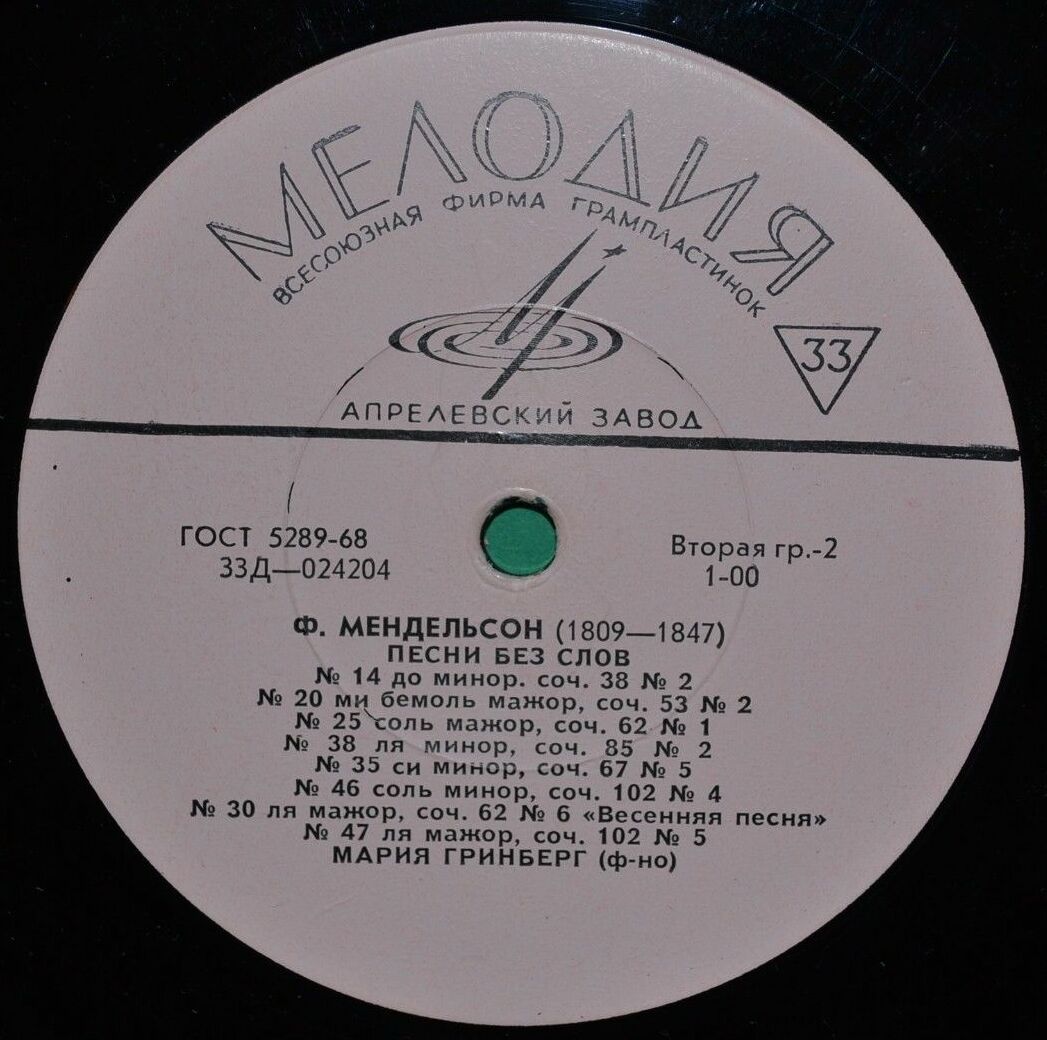 МЕЛОДИЯ
ВСЕСОЮЗНАЯ ФИРМА ГРАМПЛАСТИНОК
33
АПРЕЛЕВСКИЙ ЗАВОД
ГОСТ 5289-68
33Д—024204
Вторая гр.-2
1-00
Ф. МЕНДЕЛЬСОН (1809—1847)
ПЕСНИ БЕЗ СЛОВ
№ 14 до минор. соч. 38 № 2
№ 20 ми бемоль мажор, соч. 53 № 2
№ 25 соль мажор, соч. 62 № 1
№ 38 ля минор, соч. 85 № 2
№ 35 си минор, соч. 67 № 5
№ 46 соль минор, соч. 102 № 4
№ 30 ля мажор, соч. 62 № 6 «Весенняя песня»
№ 47 ля мажор, соч. 102 № 5
МАРИЯ ГРИНБЕРГ (ф-но)